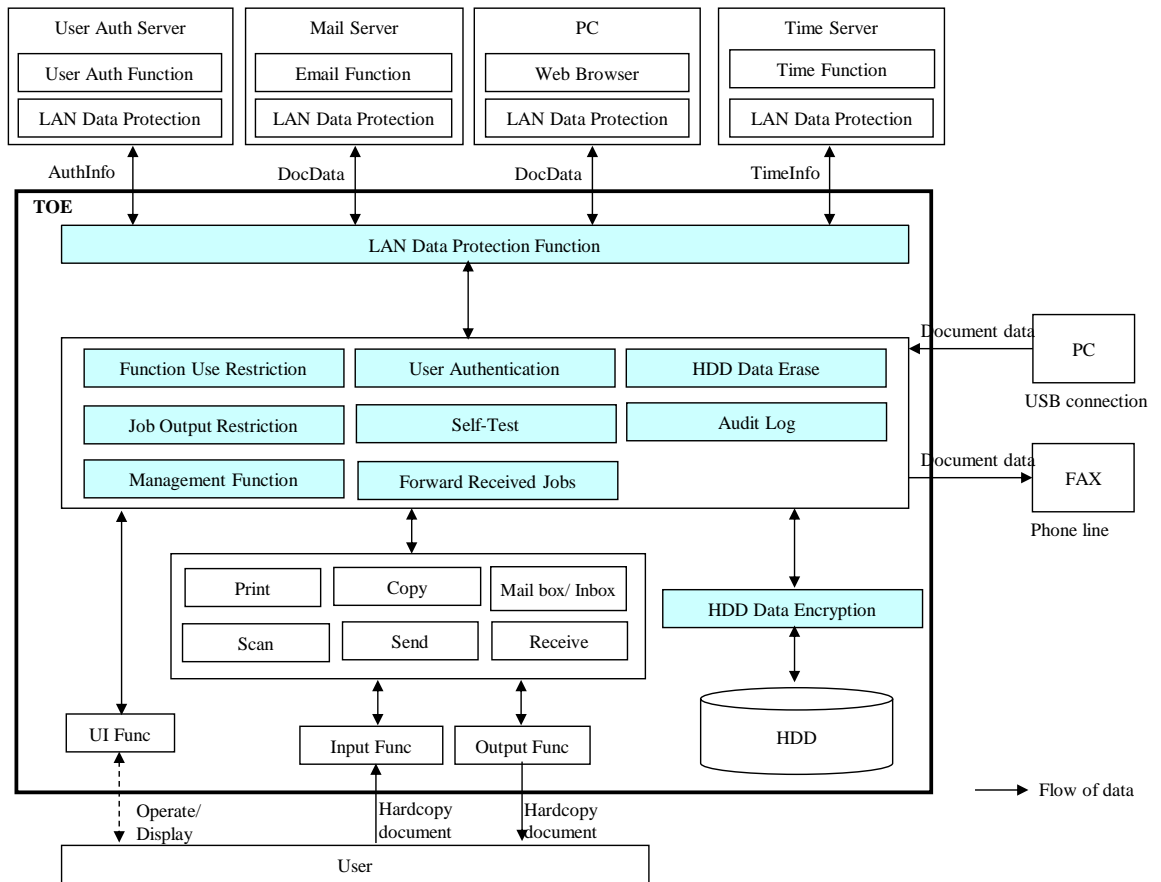 User Auth Server
Mail Server
PC
Time Server
User Auth Function
Email Function
Web Browser
Time Function
LAN Data Protection
LAN Data Protection
LAN Data Protection
LAN Data Protection
AuthInfo
DocData
DocData
TimeInfo
TOE
LAN Data Protection Function
Document data
Function Use Restriction
User Authentication
HDD Data Erase
PC
USB connection
Job Output Restriction
Self-Test
Audit Log
Document data
Management Function
Forward Received Jobs
FAX
Phone line
Print
Copy
Mail box/ Inbox
HDD Data Encryption
Scan
Send
Receive
UI Func
Input Func
Output Func
HDD
Flow of data
Operate/
Display
Hardcopy
document
Hardcopy
document
User